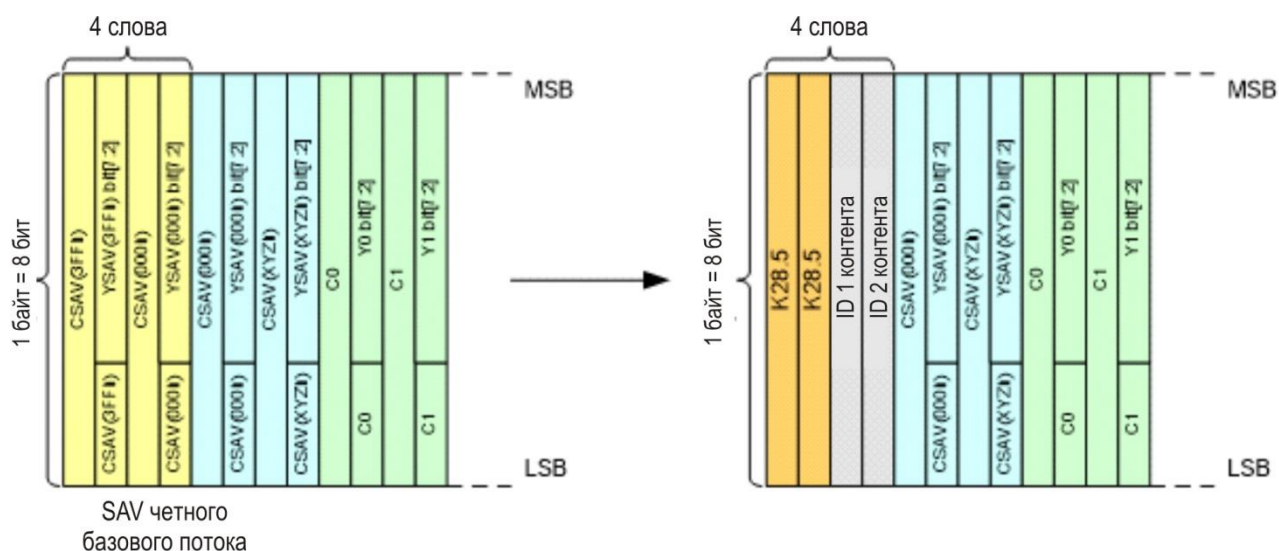 4 слова
MSB
1 байт = 8 бит
CSAV(3FFh)
YSAV(3FFh) bit[7 2]
CSAV(3FFh)
CSAV(000h)
YSAV(000h) bit[7 2]
CSAV(000h)
CSAV(000h)
YSAV(000h) bit[7 2]
CSAV(000h)
CSAV(XYZh)
YSAV(XYZh) bit[7 2]
CSAV(XYZh)
C0
Y0 bit[7 2]
C0
C1
Y1 bit[7 2]
C1
LSB
SAV четного
базового потока
4 слова
MSB
1 байт = 8 бит
K28.5
K28.5
ID 1 контента
ID 2 контента
CSAV(000h)
YSAV(000h) bit[7 2]
CSAV(000h)
CSAV(XYZh)
YSAV(XYZh) bit[7 2]
CSAV(XYZh)
C0
Y0 bit[7 2]
C0
C1
Y1 bit[7 2]
C1
LSB